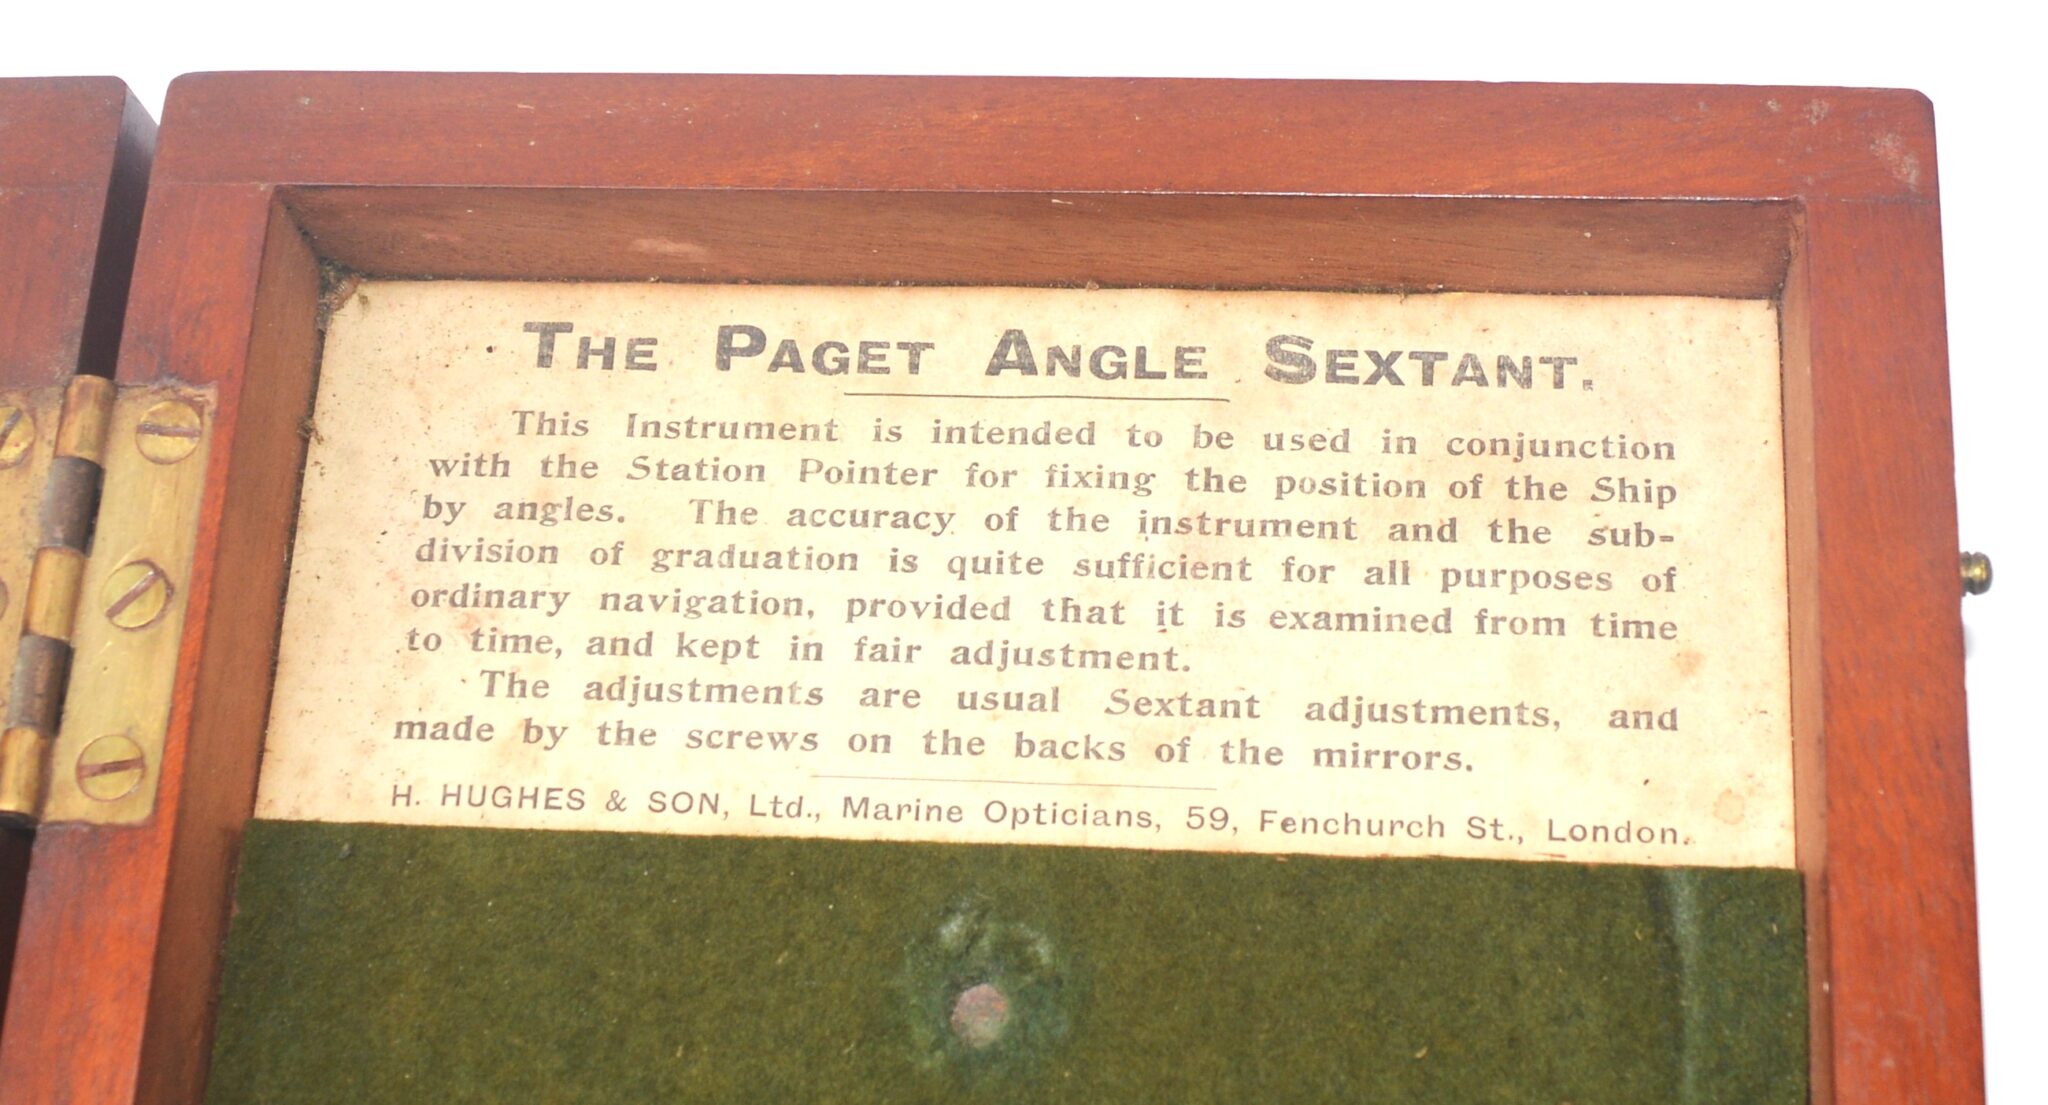 THE PAGET ANGLE SEXTANT.
This Instrument is intended to be used in conjunction
with the Station Pointer for fixing the position of the Ship
by angles. The accuracy of the instrument and the sub-
division of graduation is quite sufficient for all purposes of
ordinary navigation, provided that it is examined from time
to time, and kept in fair adjustment.
The adjustments are usual Sextant adjustments, and
made by the screws on the backs of the mirrors.
H. HUGHES & SON, Ltd., Marine Opticians, 59, Fenchurch St., London.